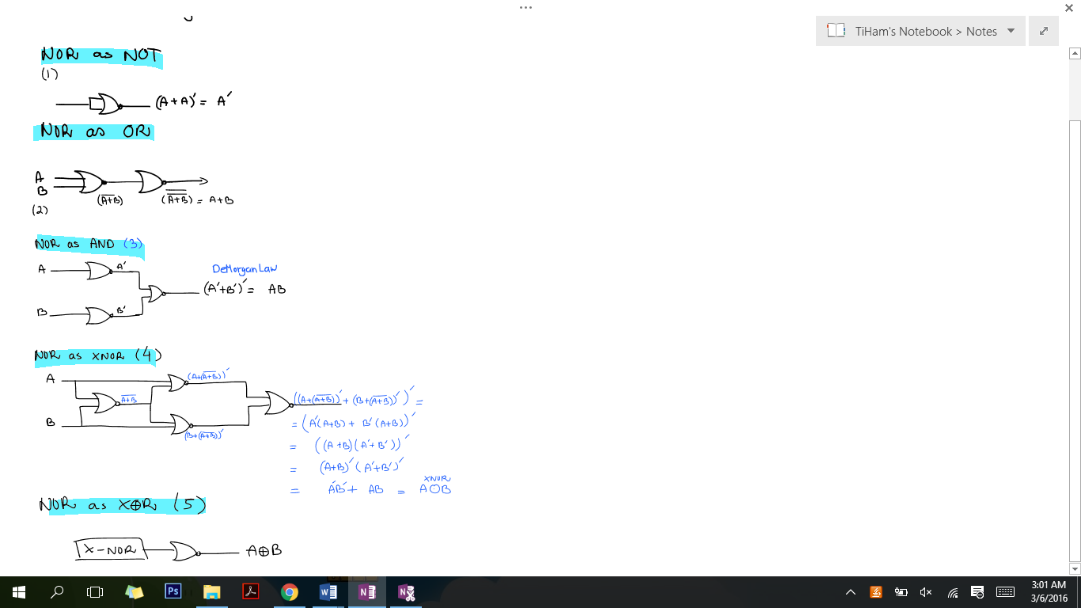 TiHam's Notebook > Notes
NOR as NOT
(1)
(A+A)′ = A′
NOR as OR
A
B
(A̅+̅B̅)
(A̿+̿B̿) = A+B
(2)
NOR as AND (3)
DeMorgan Law
A
A′
(A′+B′)′ = AB
B
B′
NOR as XNOR (4)
A
(A+(A̅+̅B̅))′
A̅+̅B̅
((A+(A̅+̅B̅))′ + (B+(A̅+̅B̅))′)′ =
B
= (A′(A+B) + B′(A+B))′
(B+(A̅+̅B̅))′
= ((A+B)(A′+B′))′
= (A+B)′(A′+B′)′
XNOR
= A′B′ + AB = A⊙B
NOR as X⊕R (5)
X-NOR
A⊕B
3:01 AM
3/6/2016